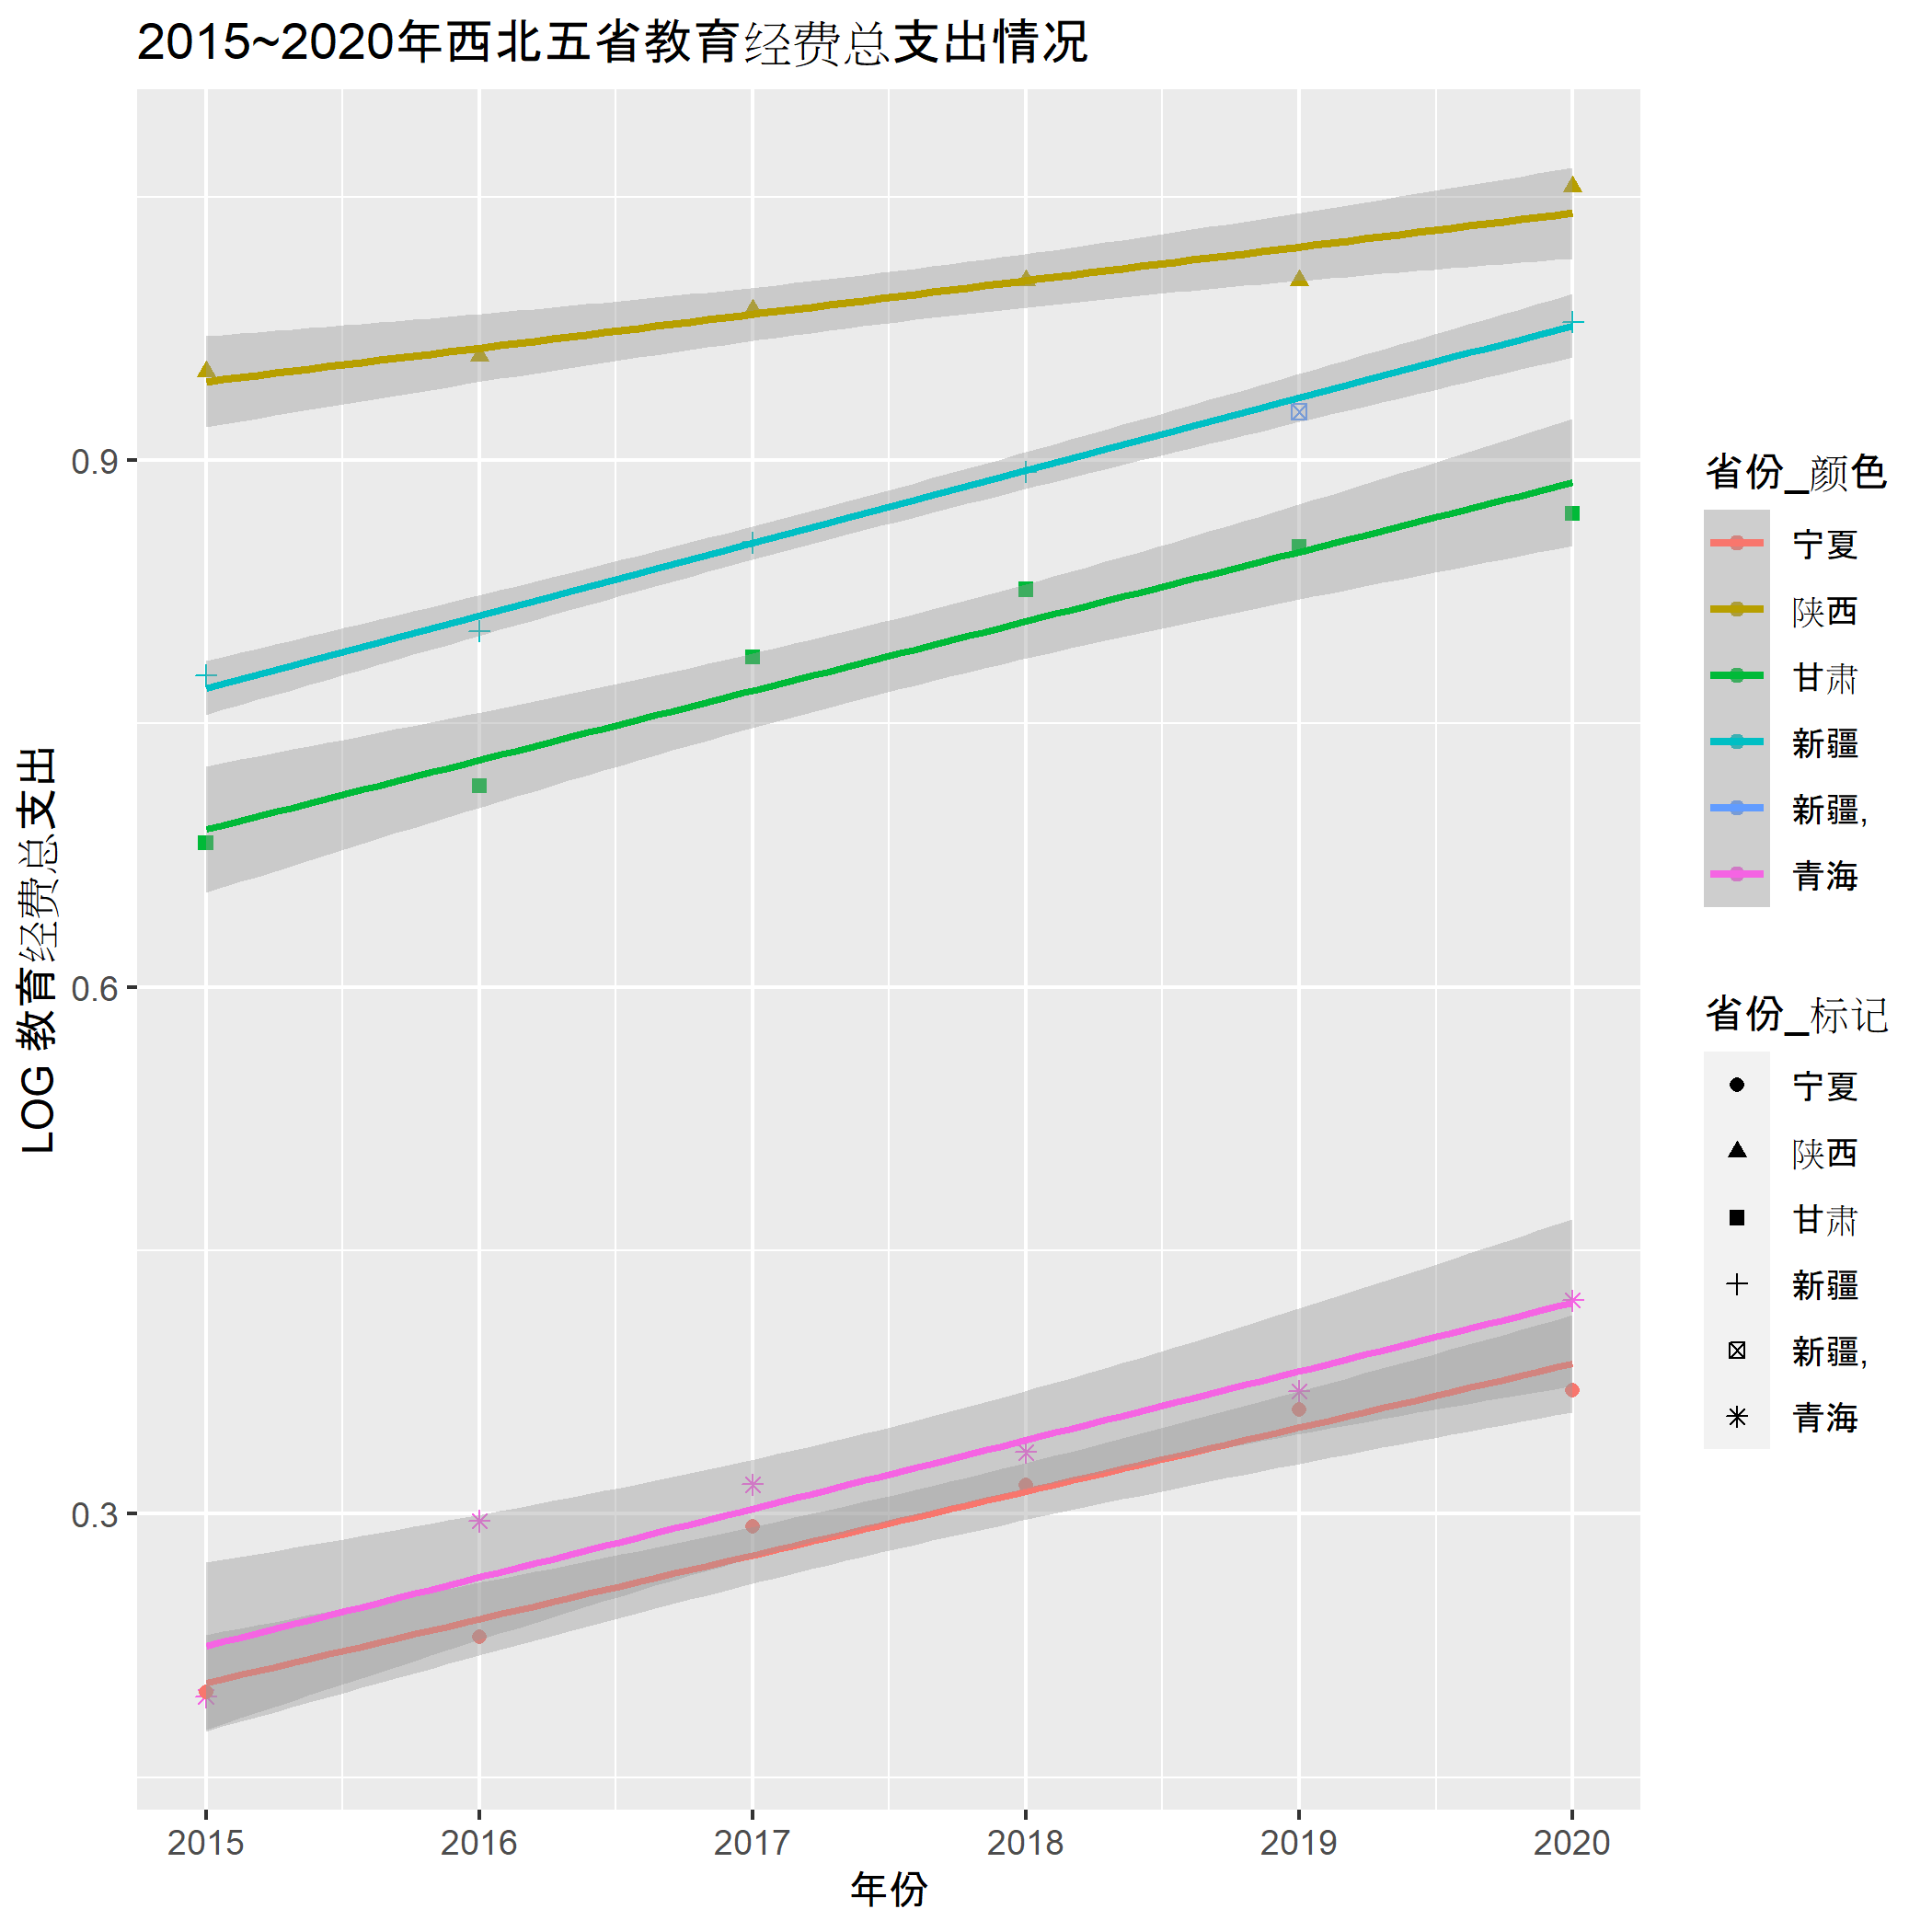 2015~2020年西北五省教育经费总支出情况
LOG 教育经费总支出
0.9
0.6
0.3
2015 2016 2017 2018 2019 2020
年份
省份_颜色
宁夏
陕西
甘肃
新疆
新疆,
青海
省份_标记
宁夏
陕西
甘肃
新疆
新疆,
青海